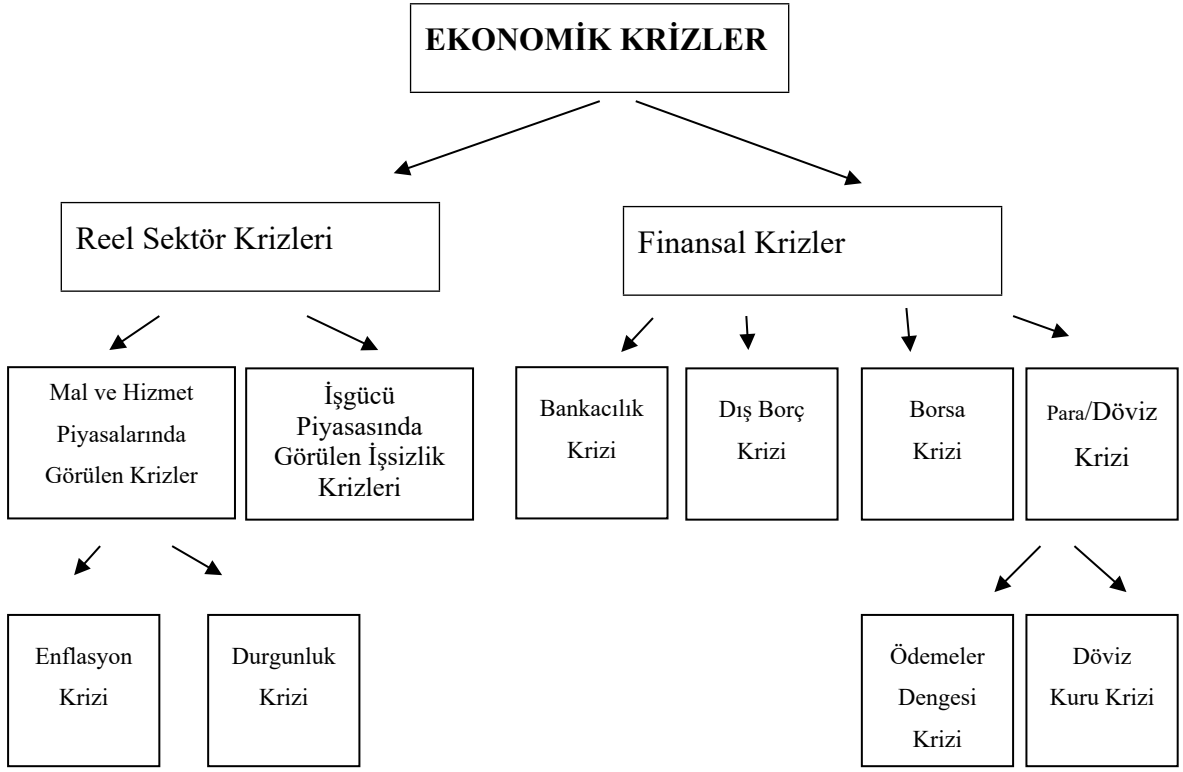 EKONOMİK KRİZLER
Reel Sektör Krizleri
Finansal Krizler
Mal ve Hizmet
Piyasalarında
Görülen Krizler
İşgücü
Piyasasında
Görülen İşsizlik
Krizleri
Bankacılık
Krizi
Dış Borç
Krizi
Borsa
Krizi
Para/Döviz
Krizi
Enflasyon
Krizi
Durgunluk
Krizi
Ödemeler
Dengesi
Krizi
Döviz
Kuru Krizi